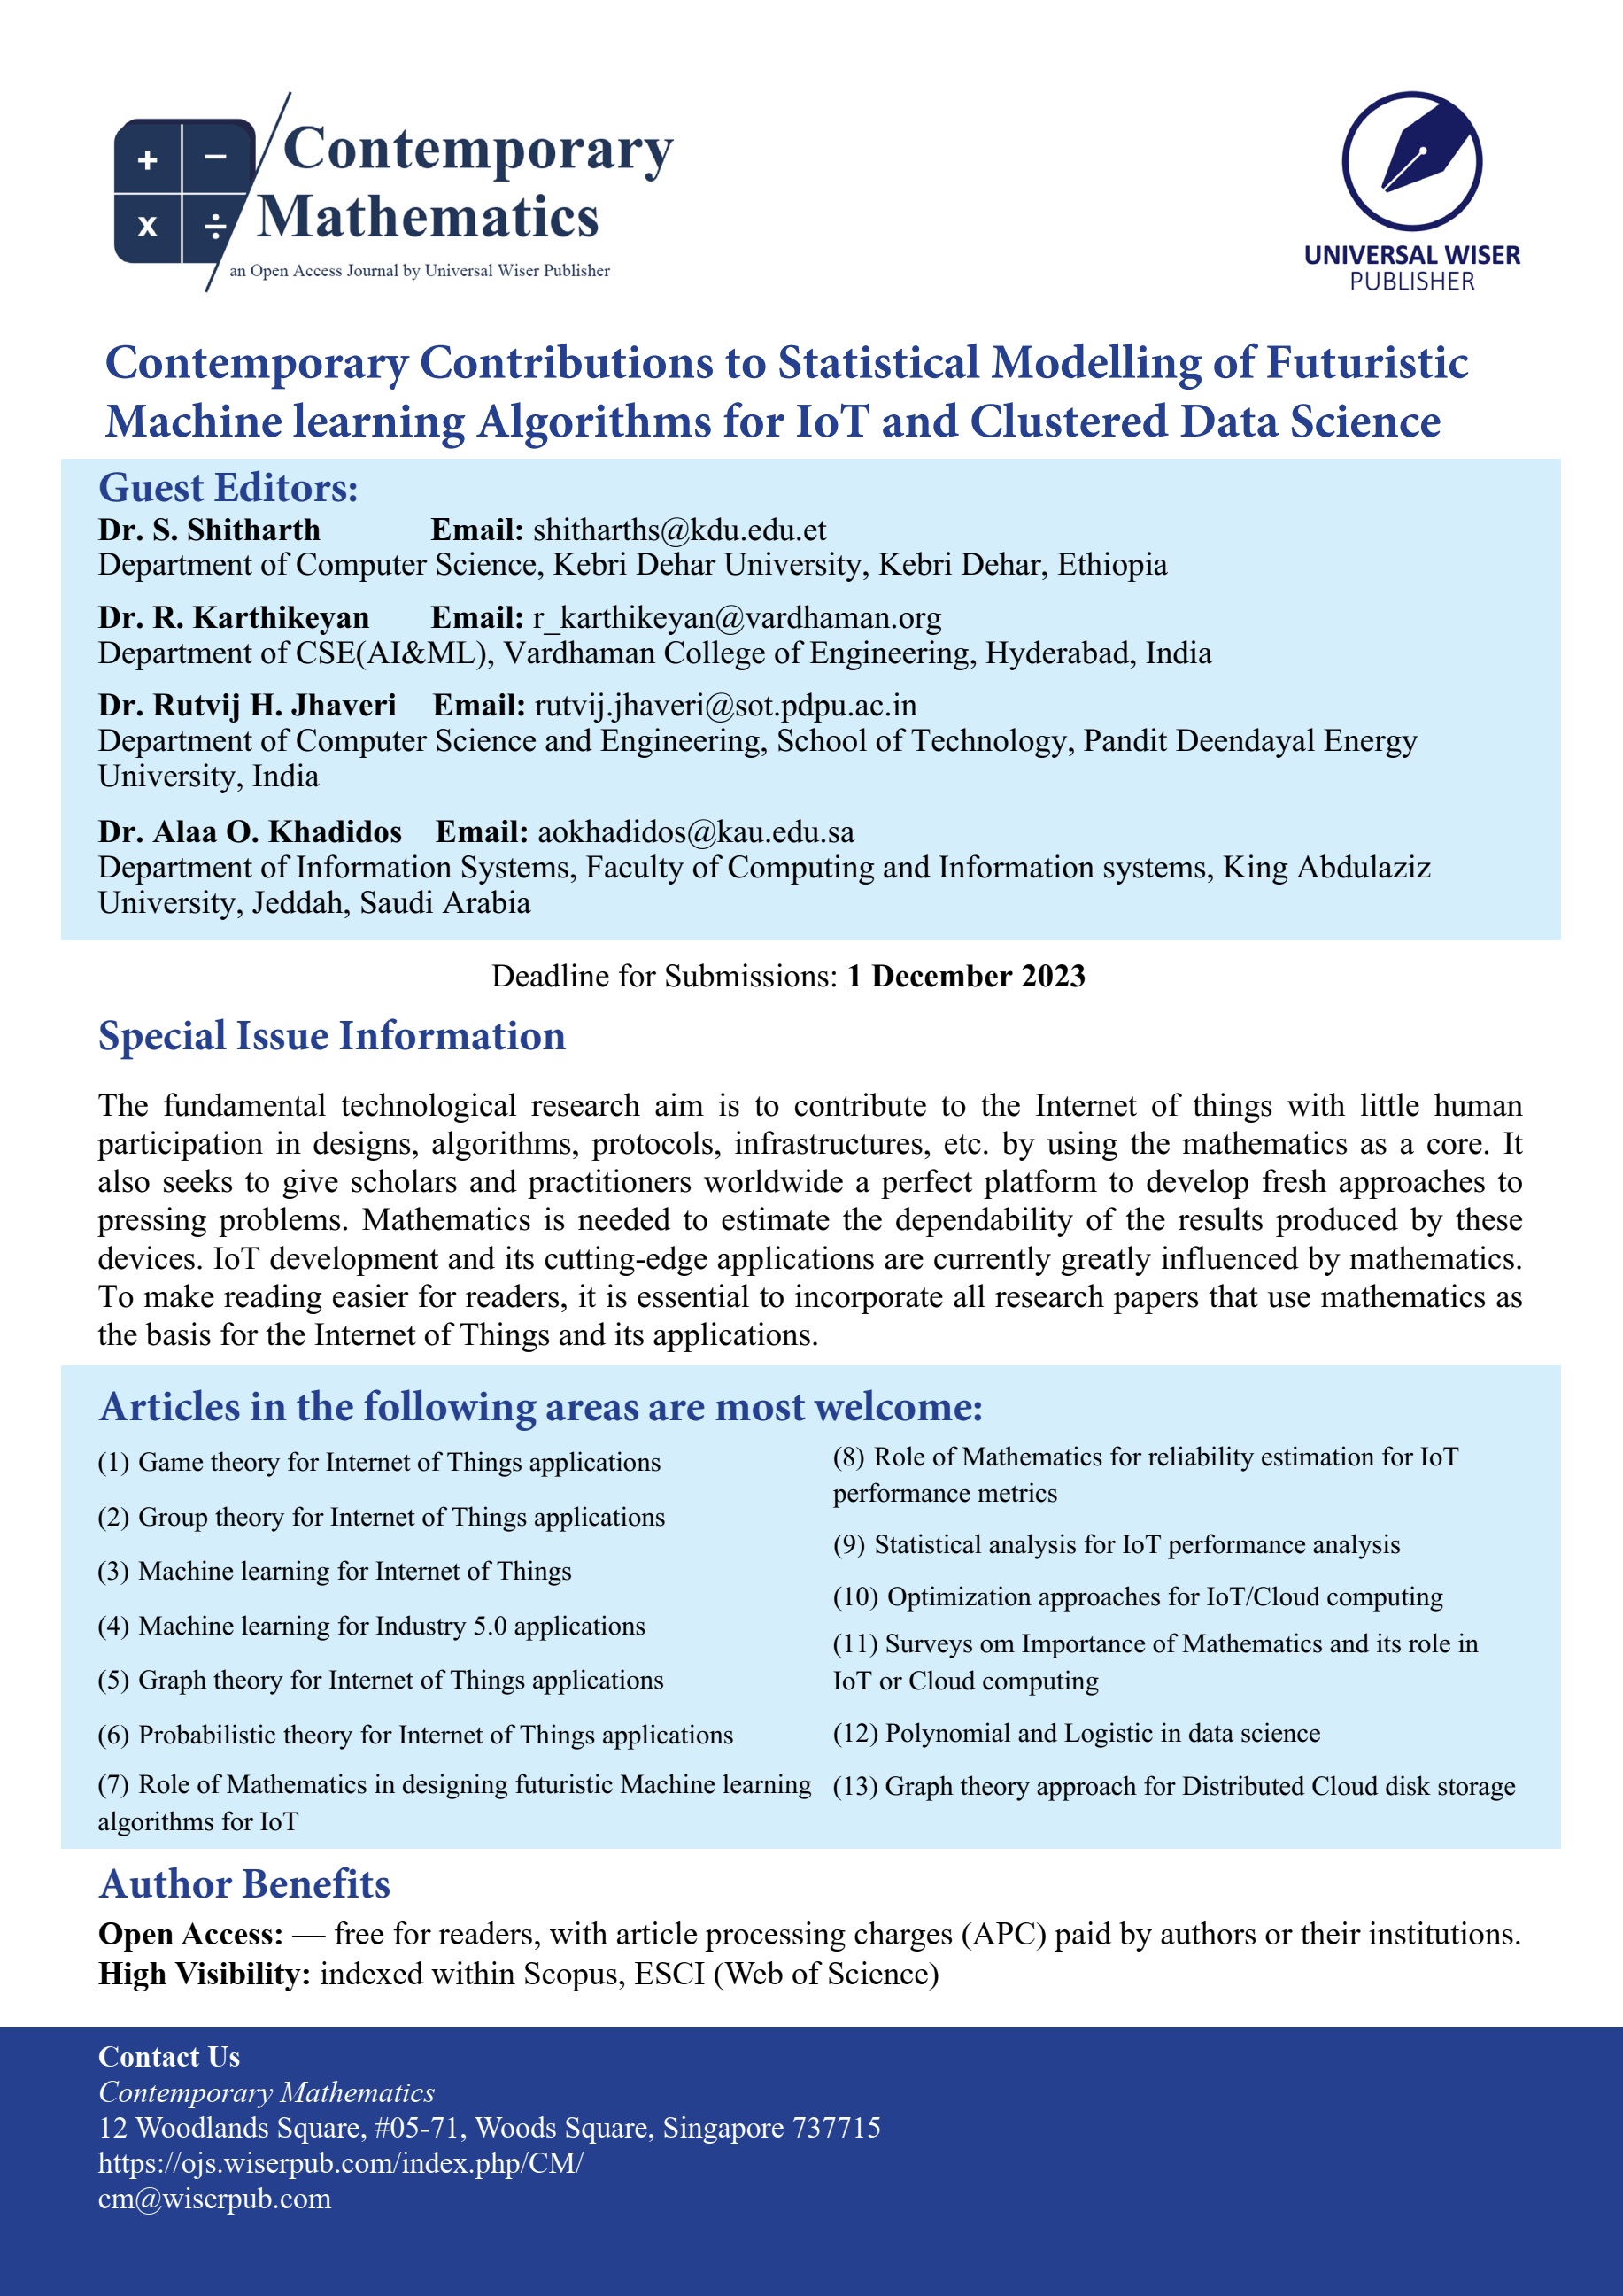 + −
x ÷
Contemporary
Mathematics
an Open Access Journal by Universal Wiser Publisher
UNIVERSAL WISER
PUBLISHER
Contemporary Contributions to Statistical Modelling of Futuristic
Machine learning Algorithms for IoT and Clustered Data Science
Guest Editors:
Dr. S. Shitharth Email: shitharths@kdu.edu.et
Department of Computer Science, Kebri Dehar University, Kebri Dehar, Ethiopia
Dr. R. Karthikeyan Email: r_karthikeyan@vardhaman.org
Department of CSE(AI&ML), Vardhaman College of Engineering, Hyderabad, India
Dr. Rutvij H. Jhaveri Email: rutvij.jhaveri@sot.pdpu.ac.in
Department of Computer Science and Engineering, School of Technology, Pandit Deendayal Energy
University, India
Dr. Alaa O. Khadidos Email: aokhadidos@kau.edu.sa
Department of Information Systems, Faculty of Computing and Information systems, King Abdulaziz
University, Jeddah, Saudi Arabia
Deadline for Submissions: 1 December 2023
Special Issue Information
The fundamental technological research aim is to contribute to the Internet of things with little human
participation in designs, algorithms, protocols, infrastructures, etc. by using the mathematics as a core. It
also seeks to give scholars and practitioners worldwide a perfect platform to develop fresh approaches to
pressing problems. Mathematics is needed to estimate the dependability of the results produced by these
devices. IoT development and its cutting-edge applications are currently greatly influenced by mathematics.
To make reading easier for readers, it is essential to incorporate all research papers that use mathematics as
the basis for the Internet of Things and its applications.
Articles in the following areas are most welcome:
(1) Game theory for Internet of Things applications
(2) Group theory for Internet of Things applications
(3) Machine learning for Internet of Things
(4) Machine learning for Industry 5.0 applications
(5) Graph theory for Internet of Things applications
(6) Probabilistic theory for Internet of Things applications
(7) Role of Mathematics in designing futuristic Machine learning
algorithms for IoT
(8) Role of Mathematics for reliability estimation for IoT
performance metrics
(9) Statistical analysis for IoT performance analysis
(10) Optimization approaches for IoT/Cloud computing
(11) Surveys om Importance of Mathematics and its role in
IoT or Cloud computing
(12) Polynomial and Logistic in data science
(13) Graph theory approach for Distributed Cloud disk storage
Author Benefits
Open Access: — free for readers, with article processing charges (APC) paid by authors or their institutions.
High Visibility: indexed within Scopus, ESCI (Web of Science)
Contact Us
Contemporary Mathematics
12 Woodlands Square, #05-71, Woods Square, Singapore 737715
https://ojs.wiserpub.com/index.php/CM/
cm@wiserpub.com